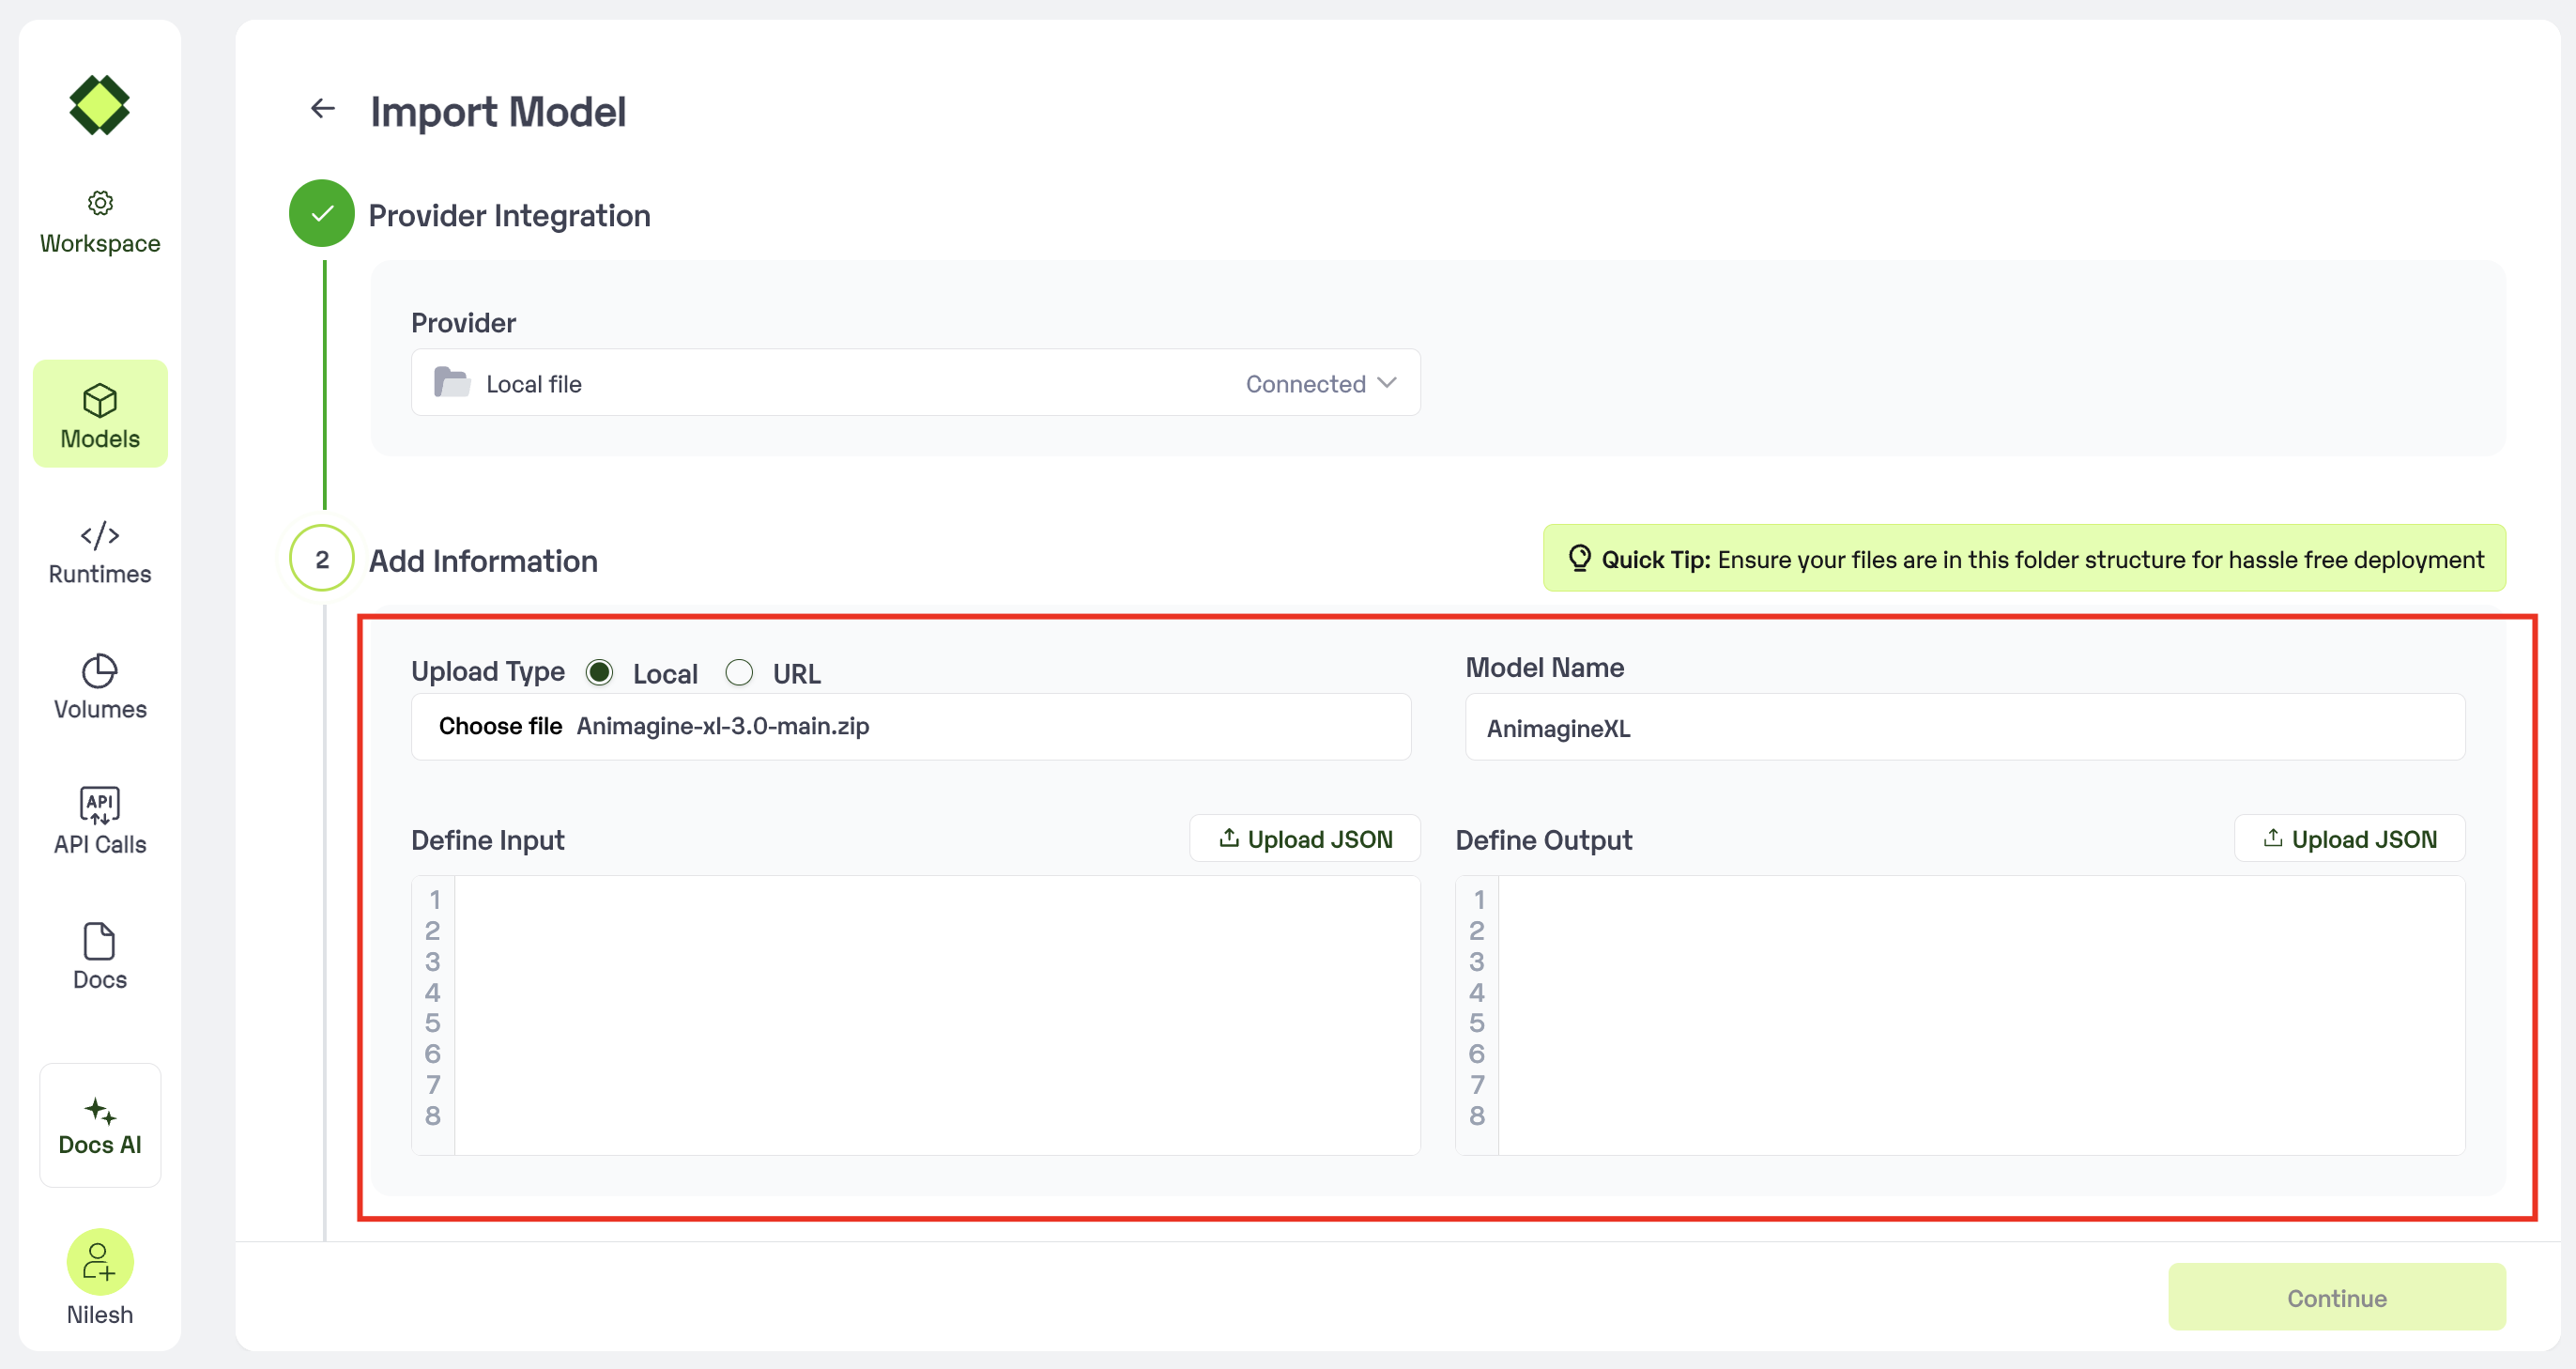 Import Model
Workspace
Provider Integration
Provider
Local file Connected
Models
2 Add Information
Quick Tip: Ensure your files are in this folder structure for hassle free deployment
Runtimes
Upload Type Local URL
Model Name
Choose file Animagine-xl-3.0-main.zip
AnimagineXL
Volumes
API
API Calls
Define Input
Upload JSON
Define Output
Upload JSON
1
2
3
4
5
6
7
8
1
2
3
4
5
6
7
8
Docs
Docs AI
Nilesh
Continue